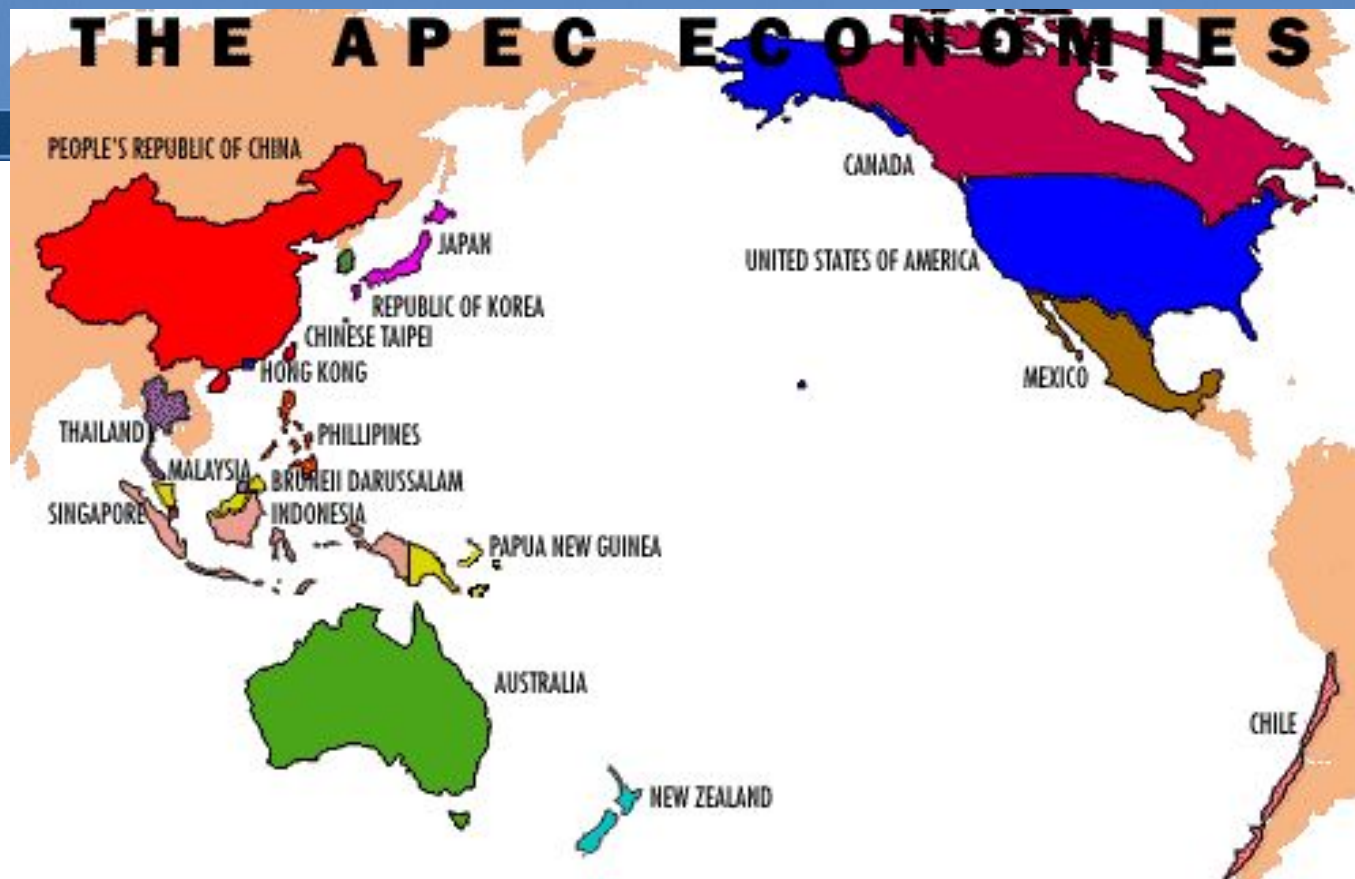 THE APEC ECONOMIES
PEOPLE'S REPUBLIC OF CHINA
CANADA
JAPAN
UNITED STATES OF AMERICA
REPUBLIC OF KOREA
CHINESE TAIPEI
HONG KONG
MEXICO
THAILAND
PHILLIPINES
MALAYSIA
BRUNEII DARUSSALAM
SINGAPORE
INDONESIA
PAPUA NEW GUINEA
AUSTRALIA
CHILE
NEW ZEALAND